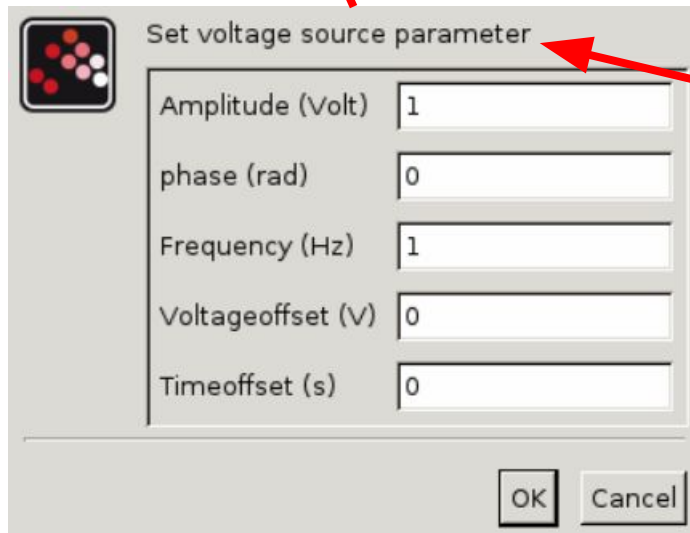 Set voltage source parameter
Amplitude (Volt) 1
phase (rad) 0
Frequency (Hz) 1
Voltageoffset (V) 0
Timeoffset (s) 0
OK Cancel